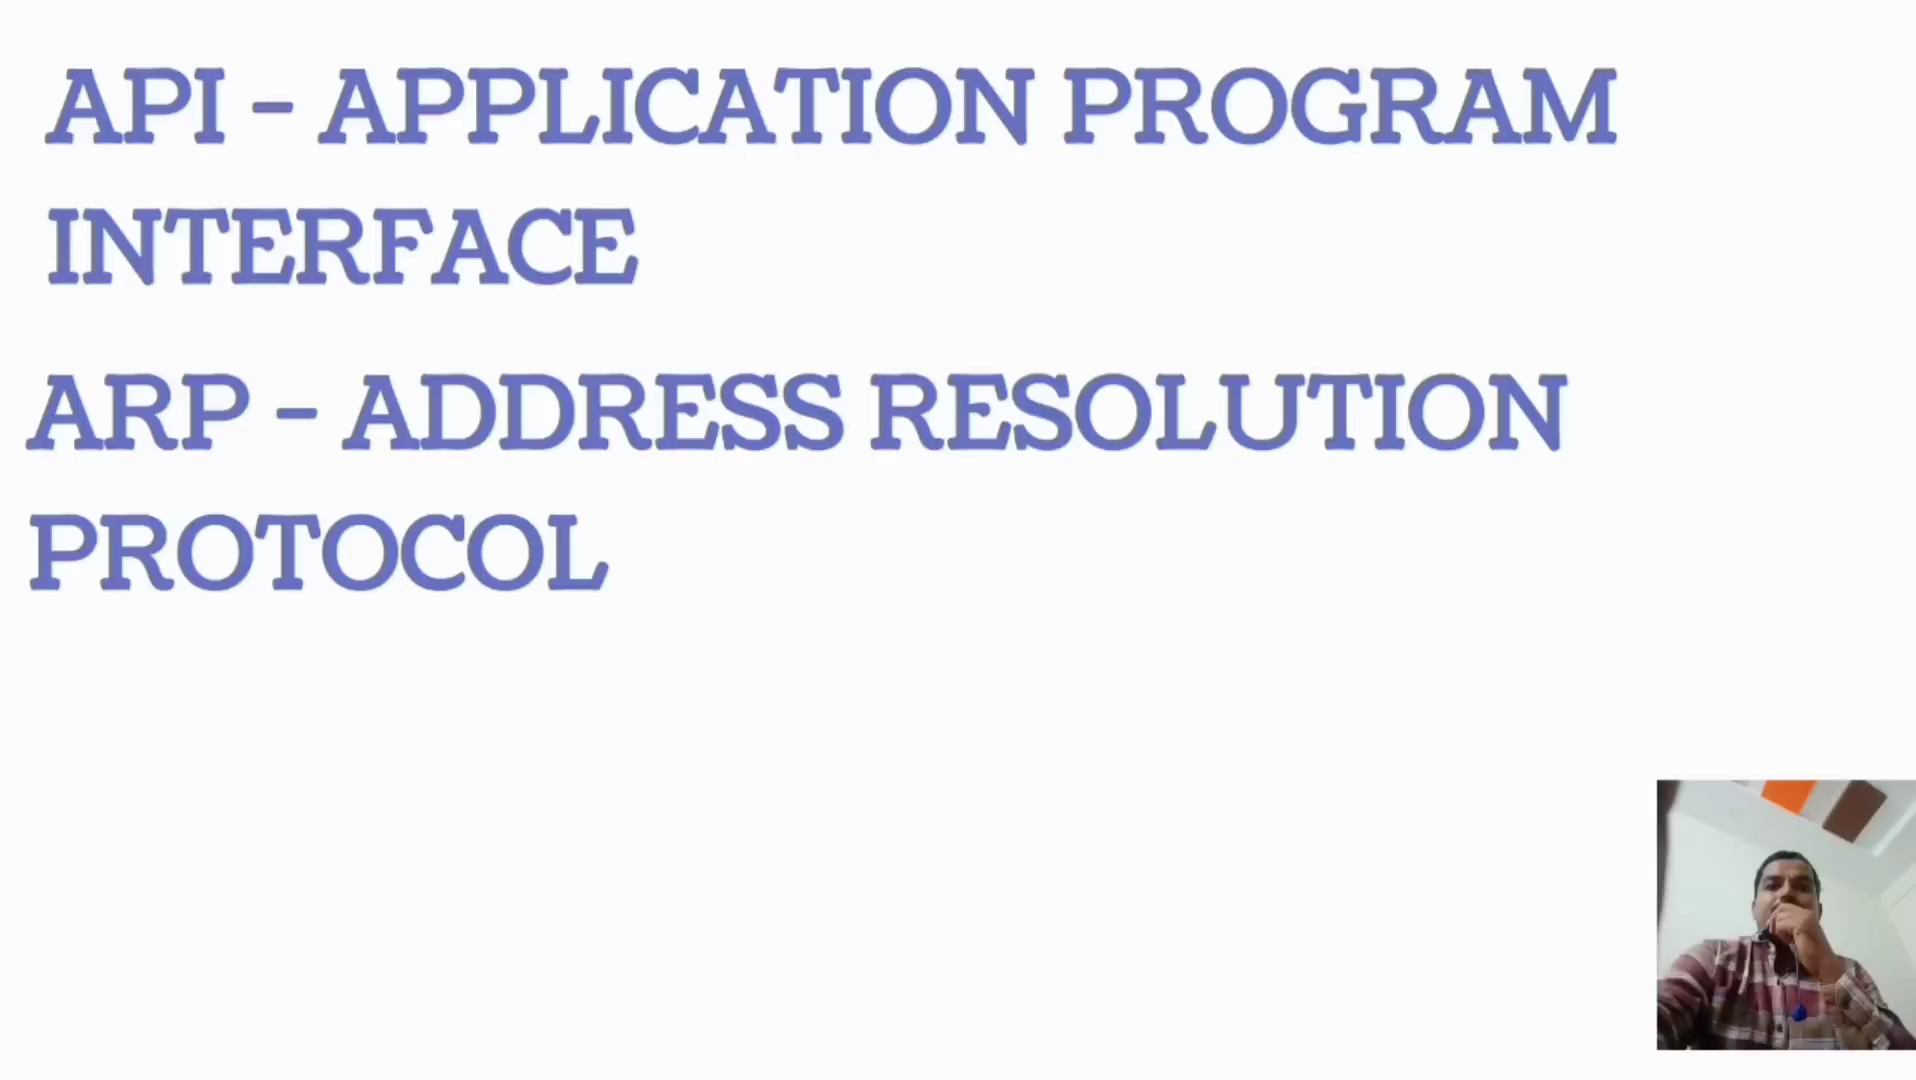 API - APPLICATION PROGRAM
INTERFACE
ARP - ADDRESS RESOLUTION
PROTOCOL